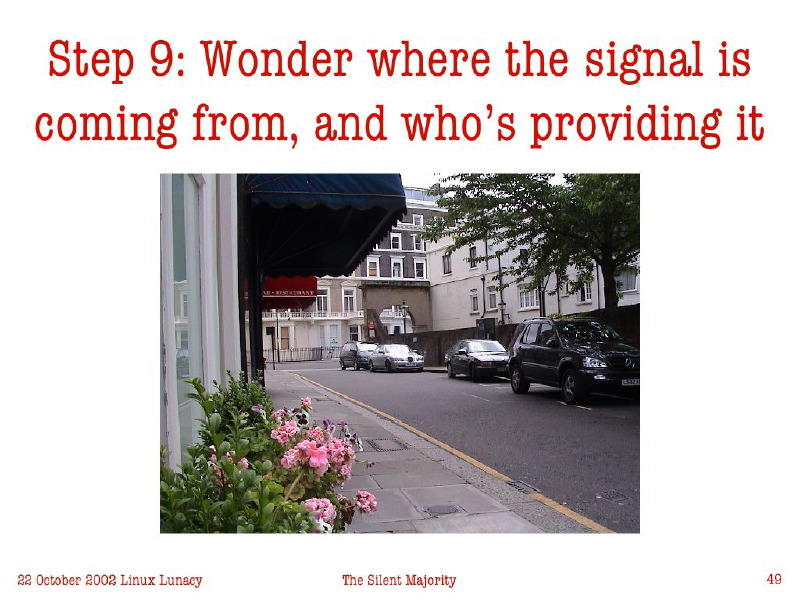 Step 9: Wonder where the signal is
coming from, and who's providing it
RESTAURANT
22 October 2002 Linux Lunacy
The Silent Majority
49